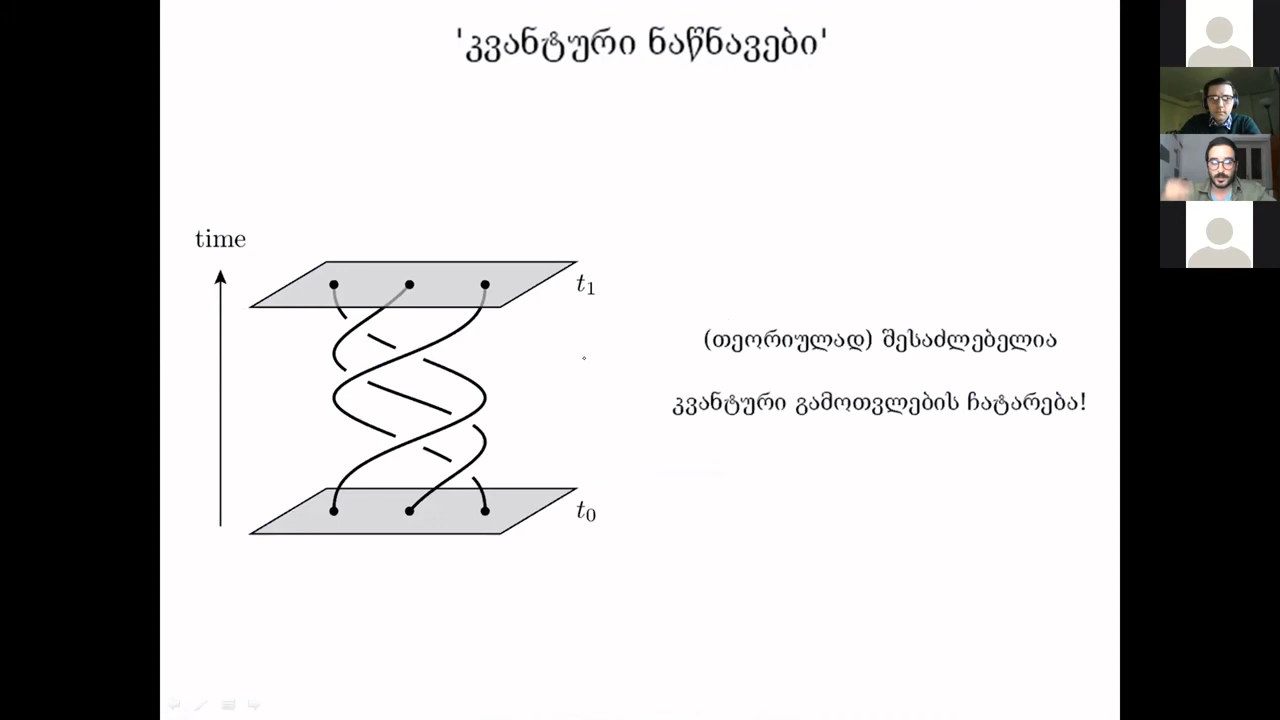 'კვანტური ნაწნავები'
time
t₁
(თეორიულად) შესაძლებელია
კვანტური გამოთვლების ჩატარება!
t₀